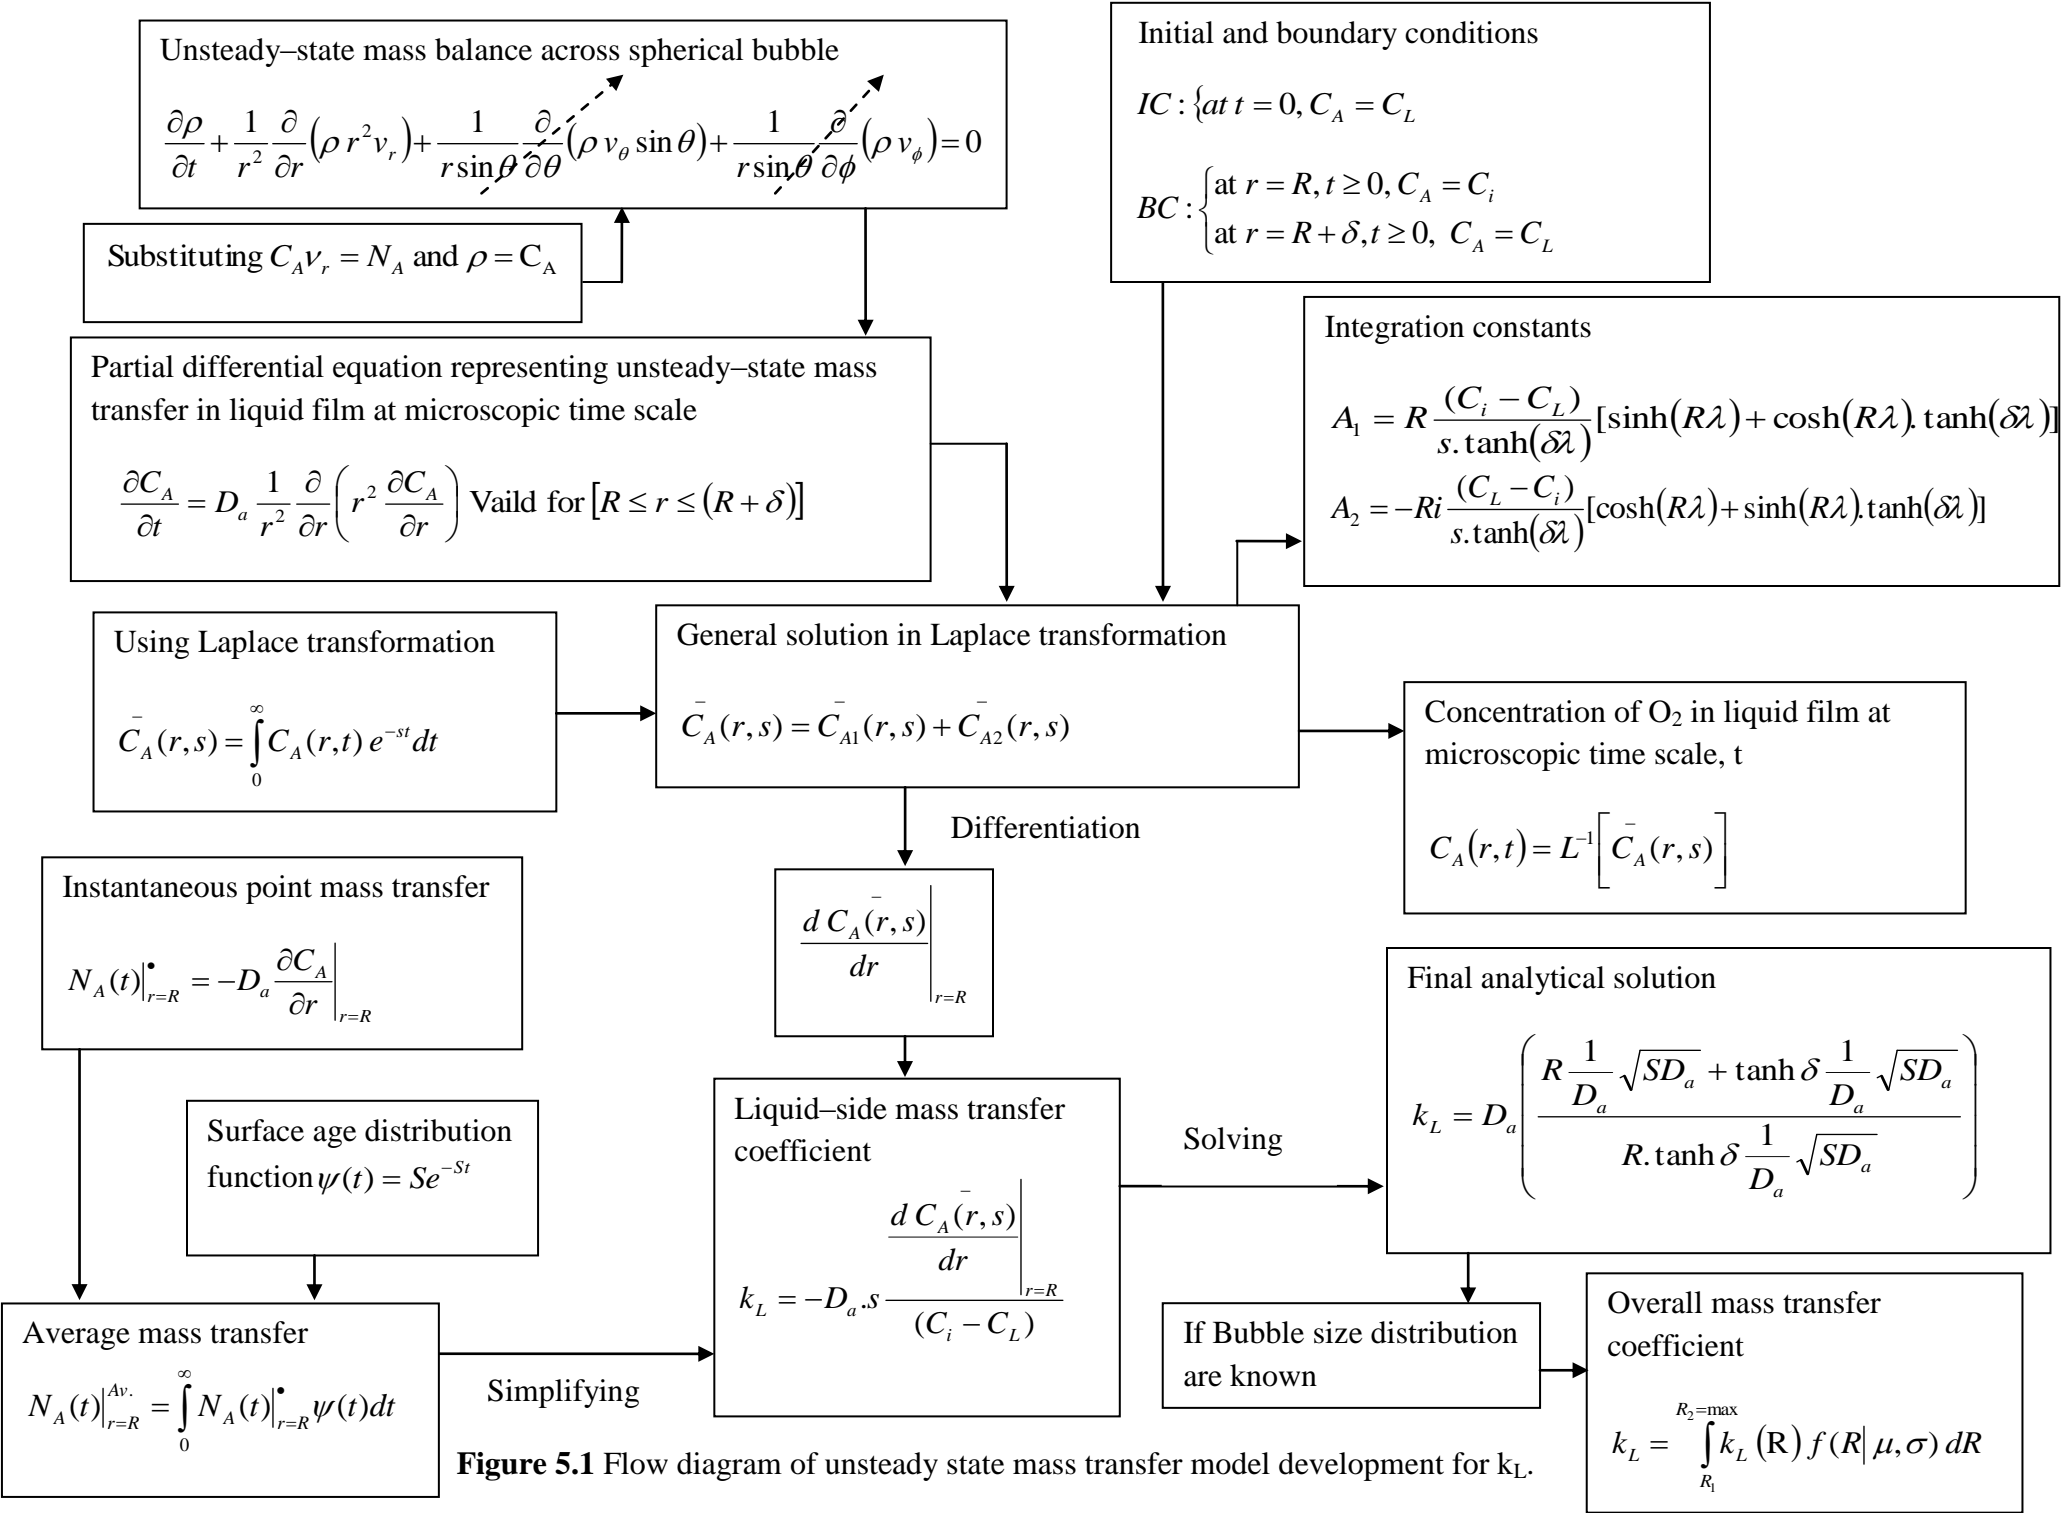 Unsteady–state mass balance across spherical bubble
∂ρ/∂t + 1/r² ∂/∂r (ρ r² v_r) + 1/(r sin θ) ∂/∂θ (ρ v_θ sin θ) + 1/(r sin θ) ∂/∂ϕ (ρ v_ϕ) = 0
Substituting C_A ν_r = N_A and ρ = C_A
Initial and boundary conditions
IC : {at t = 0, C_A = C_L
BC : { at r = R, t ≥ 0, C_A = C_i
at r = R + δ, t ≥ 0, C_A = C_L
Partial differential equation representing unsteady–state mass
transfer in liquid film at microscopic time scale
∂C_A/∂t = D_a 1/r² ∂/∂r (r² ∂C_A/∂r) Vaild for [R ≤ r ≤ (R + δ)]
Integration constants
A₁ = R (C_i − C_L)/(s.tanh(δλ)) [sinh(Rλ) + cosh(Rλ). tanh(δλ)]
A₂ = −Ri (C_L − C_i)/(s.tanh(δλ)) [cosh(Rλ) + sinh(Rλ).tanh(δλ)]
Using Laplace transformation
C̄_A(r, s) = ∫₀^∞ C_A(r, t) e^{−st} dt
General solution in Laplace transformation
C̄_A(r, s) = C̄_A1(r, s) + C̄_A2(r, s)
Concentration of O₂ in liquid film at
microscopic time scale, t
C_A(r, t) = L⁻¹[C̄_A(r, s)]
Differentiation
d C̄_A(r, s)/dr |_{r=R}
Instantaneous point mass transfer
N_A(t)|•_{r=R} = −D_a ∂C_A/∂r |_{r=R}
Surface age distribution
function ψ(t) = Se^{−St}
Average mass transfer
N_A(t)|^{Av.}_{r=R} = ∫₀^∞ N_A(t)|•_{r=R} ψ(t)dt
Simplifying
Liquid–side mass transfer
coefficient
k_L = −D_a.s (d C̄_A(r, s)/dr |_{r=R})/(C_i − C_L)
Solving
Final analytical solution
k_L = D_a ((R 1/D_a √(SD_a) + tanh δ 1/D_a √(SD_a))/(R. tanh δ 1/D_a √(SD_a)))
If Bubble size distribution
are known
Overall mass transfer
coefficient
k_L = ∫_{R₁}^{R₂=max} k_L (R) f(R| μ, σ) dR
Figure 5.1 Flow diagram of unsteady state mass transfer model development for k_L.